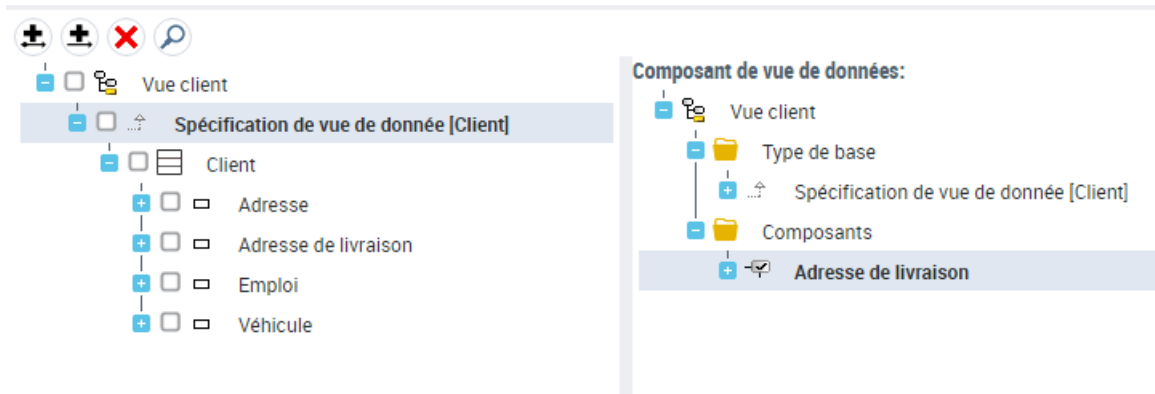 Vue client
Spécification de vue de donnée [Client]
Client
Adresse
Adresse de livraison
Emploi
Véhicule
Composant de vue de données:
Vue client
Type de base
Spécification de vue de donnée [Client]
Composants
Adresse de livraison